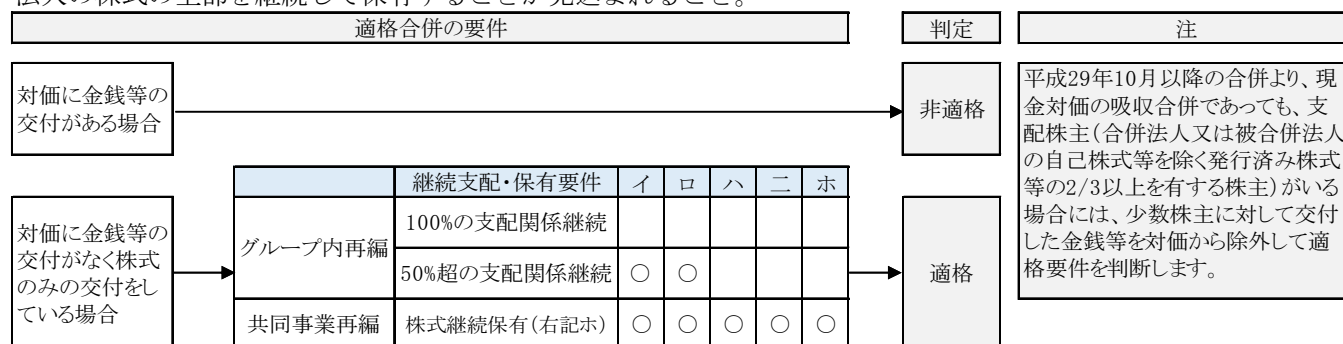 法人の株式の全部を継続して保有することが見込まれること。
適格合併の要件
判定
注
対価に金銭等の
交付がある場合
非適格
平成29年10月以降の合併より、現
金対価の吸収合併であっても、支
配株主(合併法人又は被合併法人
の自己株式等を除く発行済み株式
等の2/3以上を有する株主)がいる
場合には、少数株主に対して交付
した金銭等を対価から除外して適
格要件を判断します。
継続支配・保有要件 イ ロ ハ ニ ホ
対価に金銭等の
交付がなく株式
のみの交付をし
ている場合
グループ内再編
100%の支配関係継続
50%超の支配関係継続 ○ ○
共同事業再編 株式継続保有(右記ホ) ○ ○ ○ ○ ○
適格